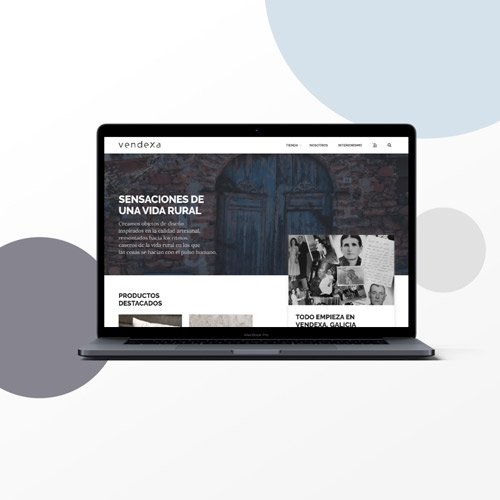 vendexa
TIENDA
NOSOTROS
INTERIORISMO
SENSACIONES DE
UNA VIDA RURAL
Creamos objetos de diseño
inspirados en la calidad artesanal,
remontados hacia los ritmos
caseros de la vida rural en los que
las cosas se hacían con el pulso humano.
PRODUCTOS
DESTACADOS
TODO EMPIEZA EN
VENDEXA, GALICIA
MacBook Pro